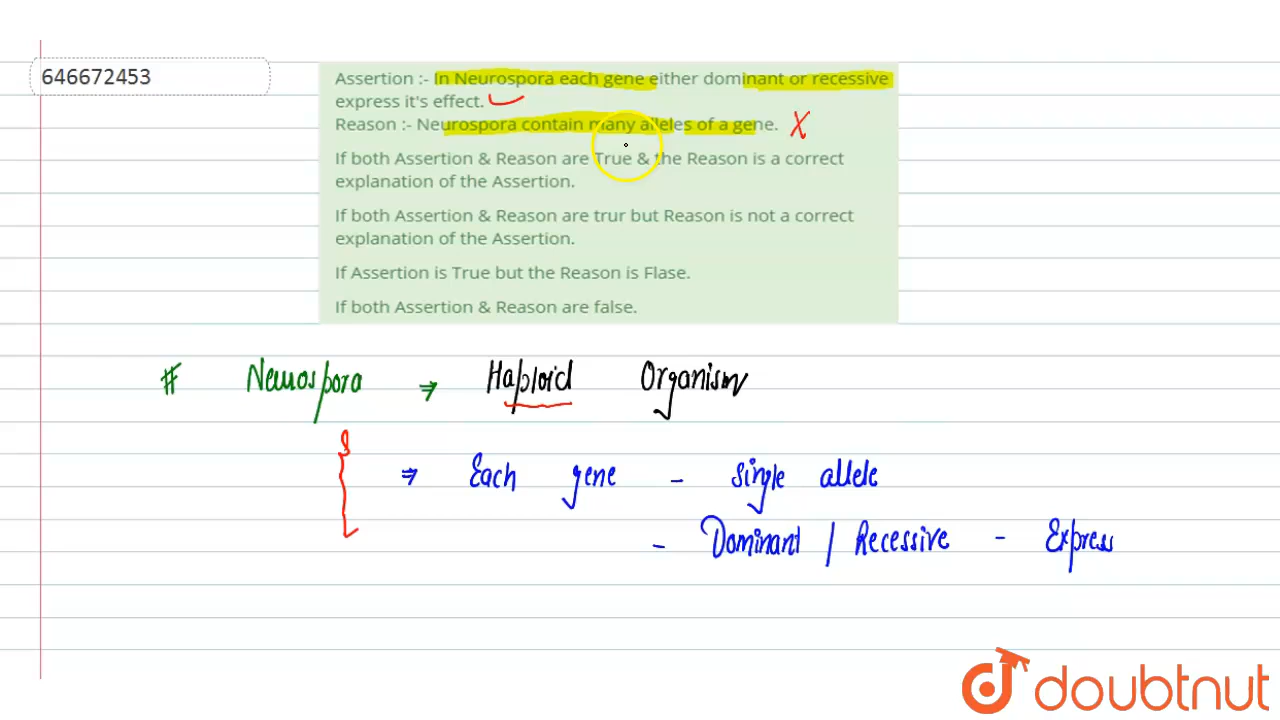 646672453
Assertion :- In Neurospora each gene either dominant or recessive
express it's effect.
Reason :- Neurospora contain many alleles of a gene. X
If both Assertion & Reason are True & the Reason is a correct
explanation of the Assertion.
If both Assertion & Reason are trur but Reason is not a correct
explanation of the Assertion.
If Assertion is True but the Reason is Flase.
If both Assertion & Reason are false.
# Neurospora ⇒ Haploid Organism
⇒ Each gene - Single allele
- Dominant / Recessive - Express
doubtnut